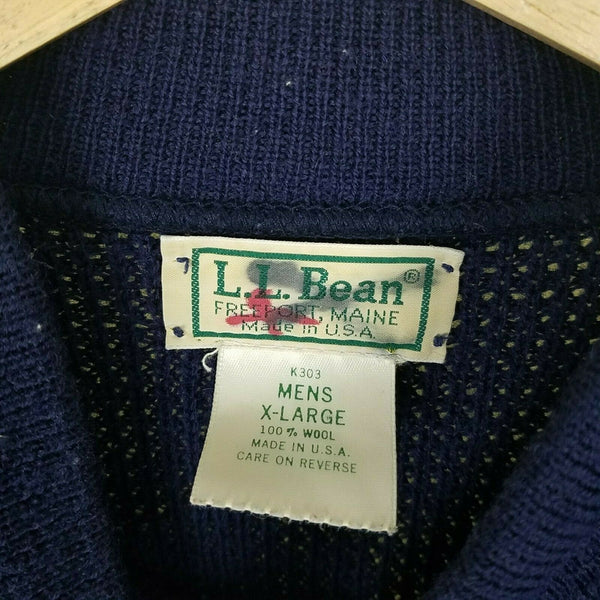 L.L.Bean®
FREEPORT, MAINE
Made in U.S.A.
K303
MENS
X-LARGE
100% WOOL
MADE IN U.S.A.
CARE ON REVERSE